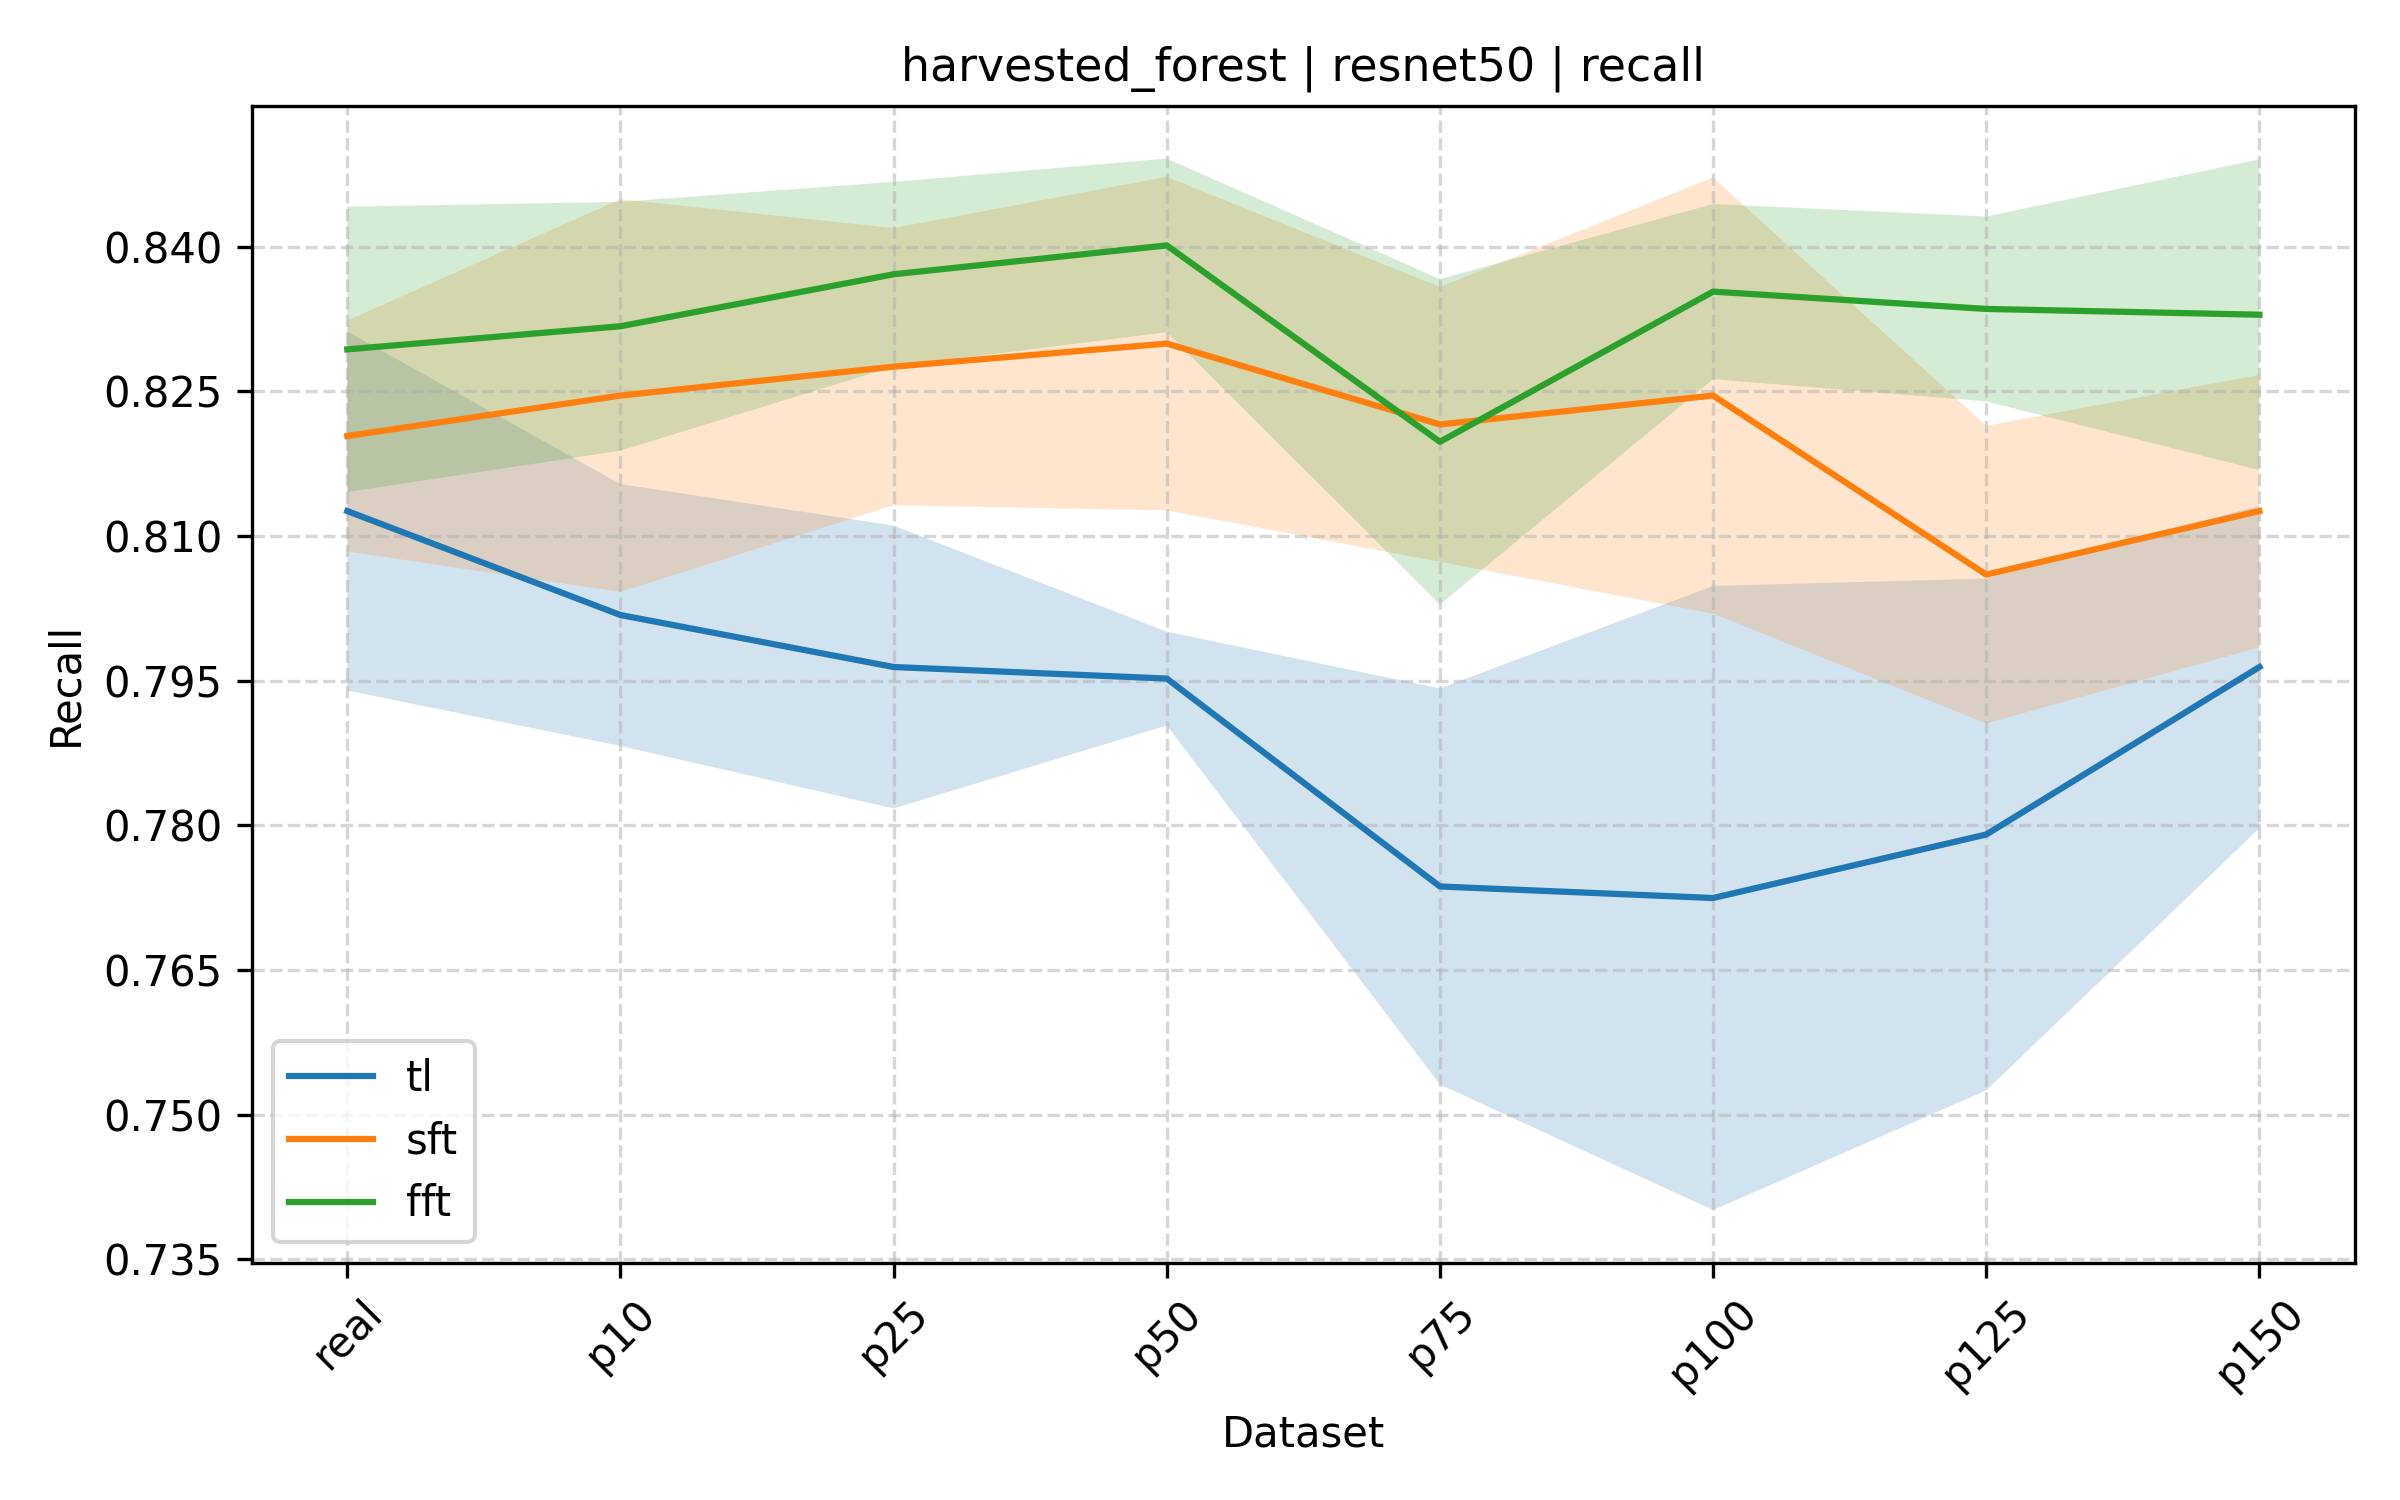 harvested_forest | resnet50 | recall
Recall
0.840
0.825
0.810
0.795
0.780
0.765
0.750
0.735
tl
sft
fft
real
p10
p25
p50
p75
p100
p125
p150
Dataset